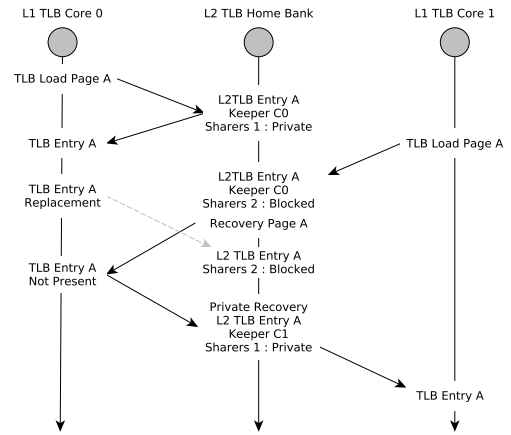 L1 TLB Core 0
L2 TLB Home Bank
L1 TLB Core 1
TLB Load Page A
L2TLB Entry A
Keeper C0
Sharers 1 : Private
TLB Entry A
TLB Load Page A
L2TLB Entry A
Keeper C0
Sharers 2 : Blocked
TLB Entry A
Replacement
Recovery Page A
L2 TLB Entry A
Sharers 2 : Blocked
TLB Entry A
Not Present
Private Recovery
L2 TLB Entry A
Keeper C1
Sharers 1 : Private
TLB Entry A